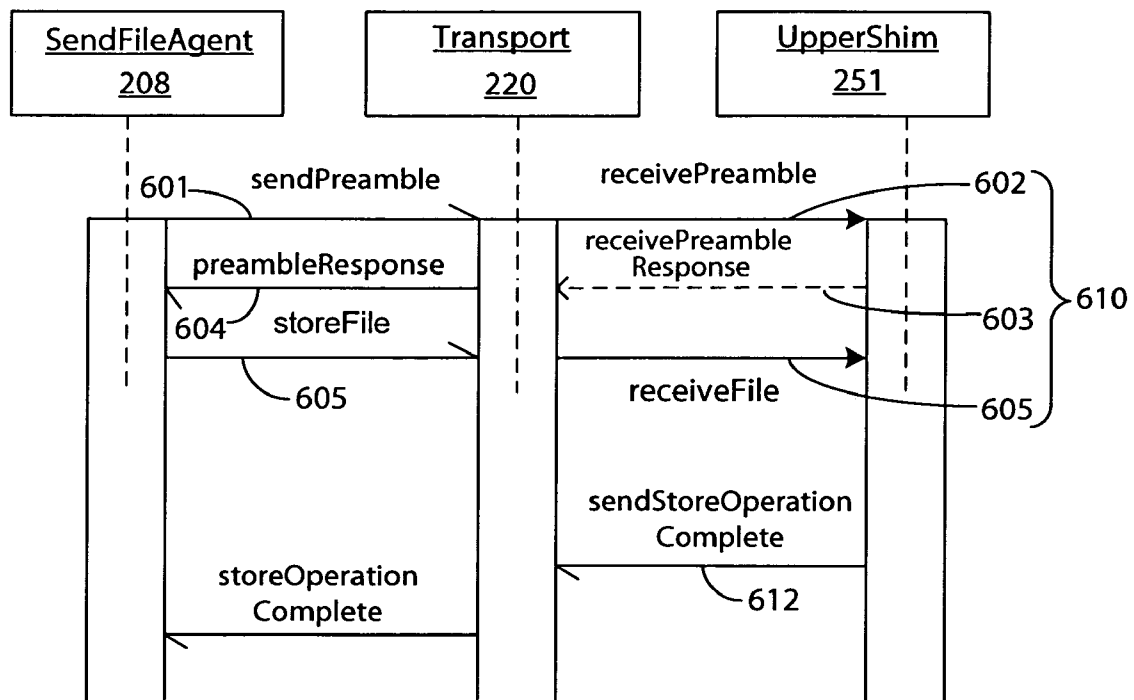 SendFileAgent
208
Transport
220
UpperShim
251
601
sendPreamble
receivePreamble
602
preambleResponse
receivePreamble
Response
603
610
604
storeFile
605
receiveFile
605
sendStoreOperation
Complete
612
storeOperation
Complete